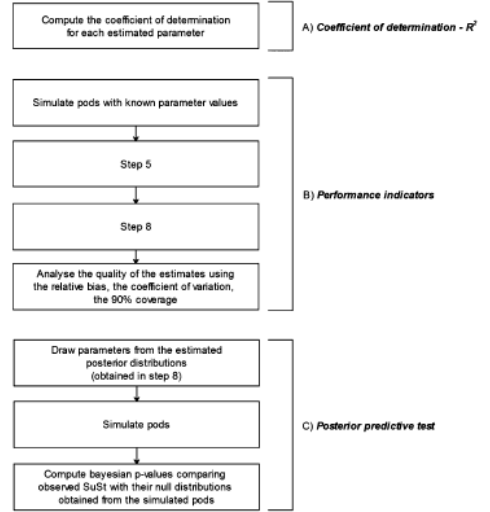 Compute the coefficient of determination
for each estimated parameter
A) Coefficient of determination - R²
Simulate pods with known parameter values
Step 5
Step 8
Analyse the quality of the estimates using
the relative bias, the coefficient of variation,
the 90% coverage
B) Performance indicators
Draw parameters from the estimated
posterior distributions
(obtained in step 8)
Simulate pods
Compute bayesian p-values comparing
observed SuSt with their null distributions
obtained from the simulated pods
C) Posterior predictive test